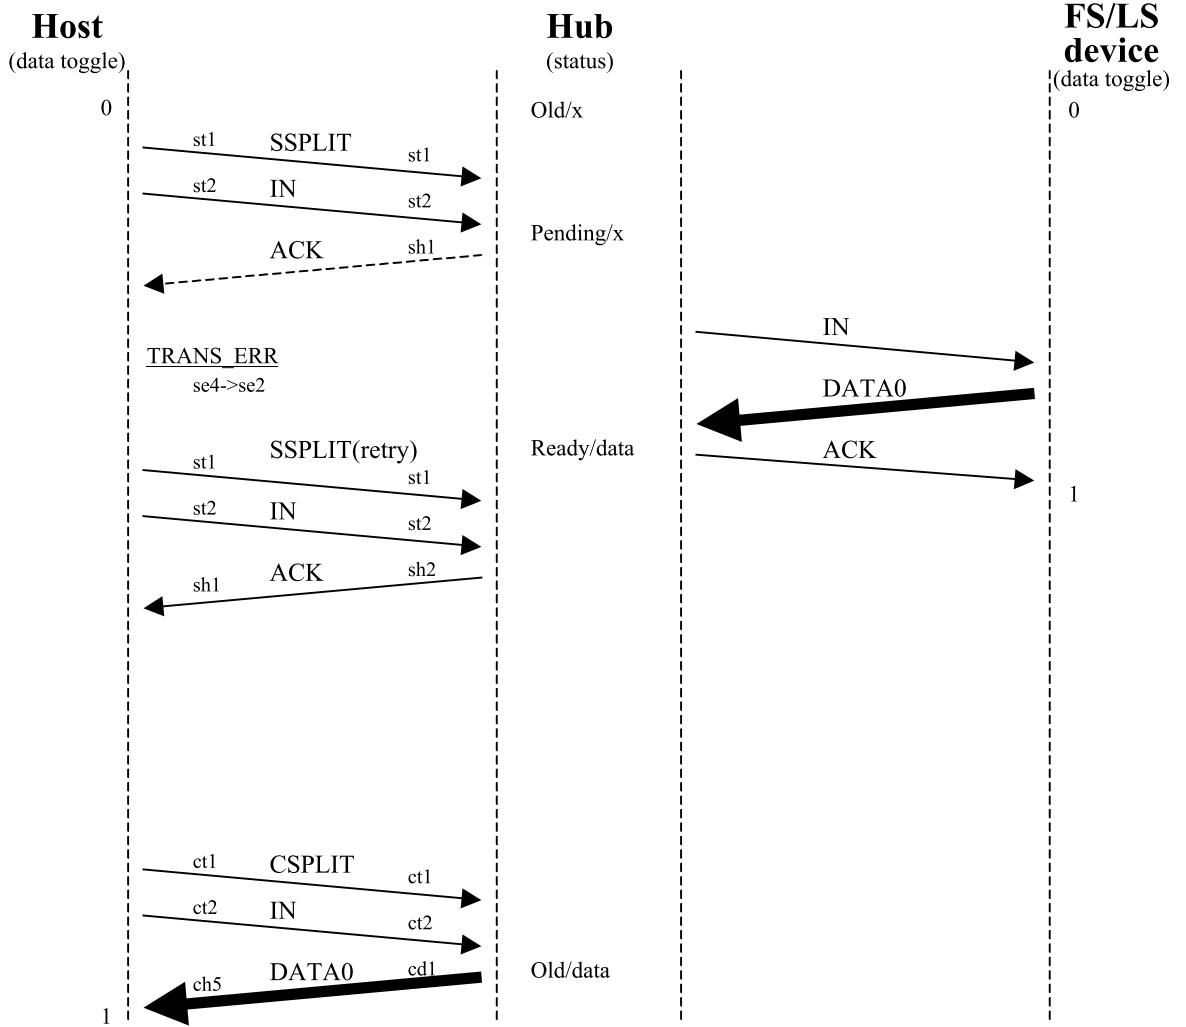 Host
(data toggle)
Hub
(status)
FS/LS
device
(data toggle)
0
Old/x
0
st1 SSPLIT st1
st2 IN st2
Pending/x
ACK sh1
IN
TRANS_ERR
se4->se2
DATA0
SSPLIT(retry)
st1 st1
Ready/data
ACK
1
st2 IN st2
ACK
sh1 sh2
ct1 CSPLIT ct1
ct2 IN ct2
DATA0 cd1
ch5
Old/data
1